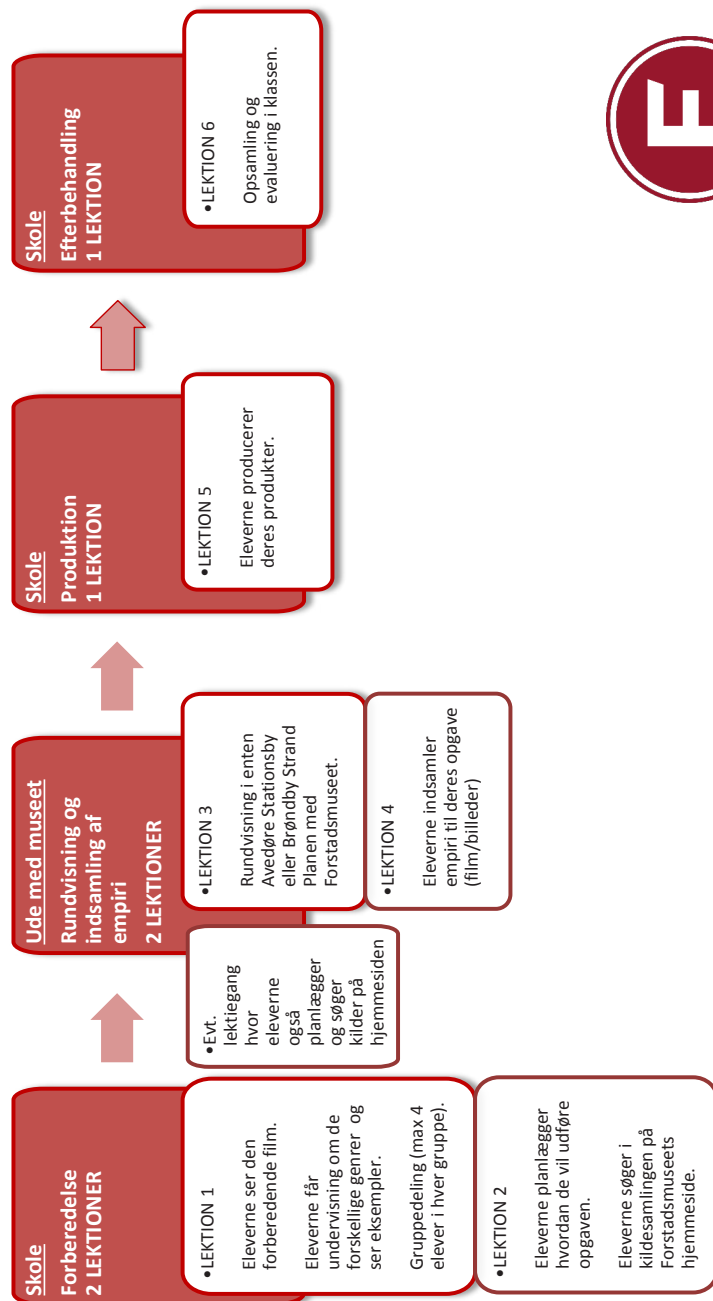 Skole
Forberedelse
2 LEKTIONER
•LEKTION 1
Eleverne ser den
forberedende film.
Eleverne får
undervisning om de
forskellige genrer og
ser eksempler.
Gruppedeling (max 4
elever i hver gruppe).
•LEKTION 2
Eleverne planlægger
hvordan de vil udføre
opgaven.
Eleverne søger i
kildesamlingen på
Forstadsmuseets
hjemmeside.
•Evt.
lektiegang
hvor
eleverne
også
planlægger
og søger
kilder på
hjemmesiden
Ude med museet
Rundvisning og
indsamling af
empiri
2 LEKTIONER
•LEKTION 3
Rundvisning i enten
Avedøre Stationsby
eller Brøndby Strand
Planen med
Forstadsmuseet.
•LEKTION 4
Eleverne indsamler
empiri til deres opgave
(film/billeder)
Skole
Produktion
1 LEKTION
•LEKTION 5
Eleverne producerer
deres produkter.
Skole
Efterbehandling
1 LEKTION
•LEKTION 6
Opsamling og
evaluering i klassen.